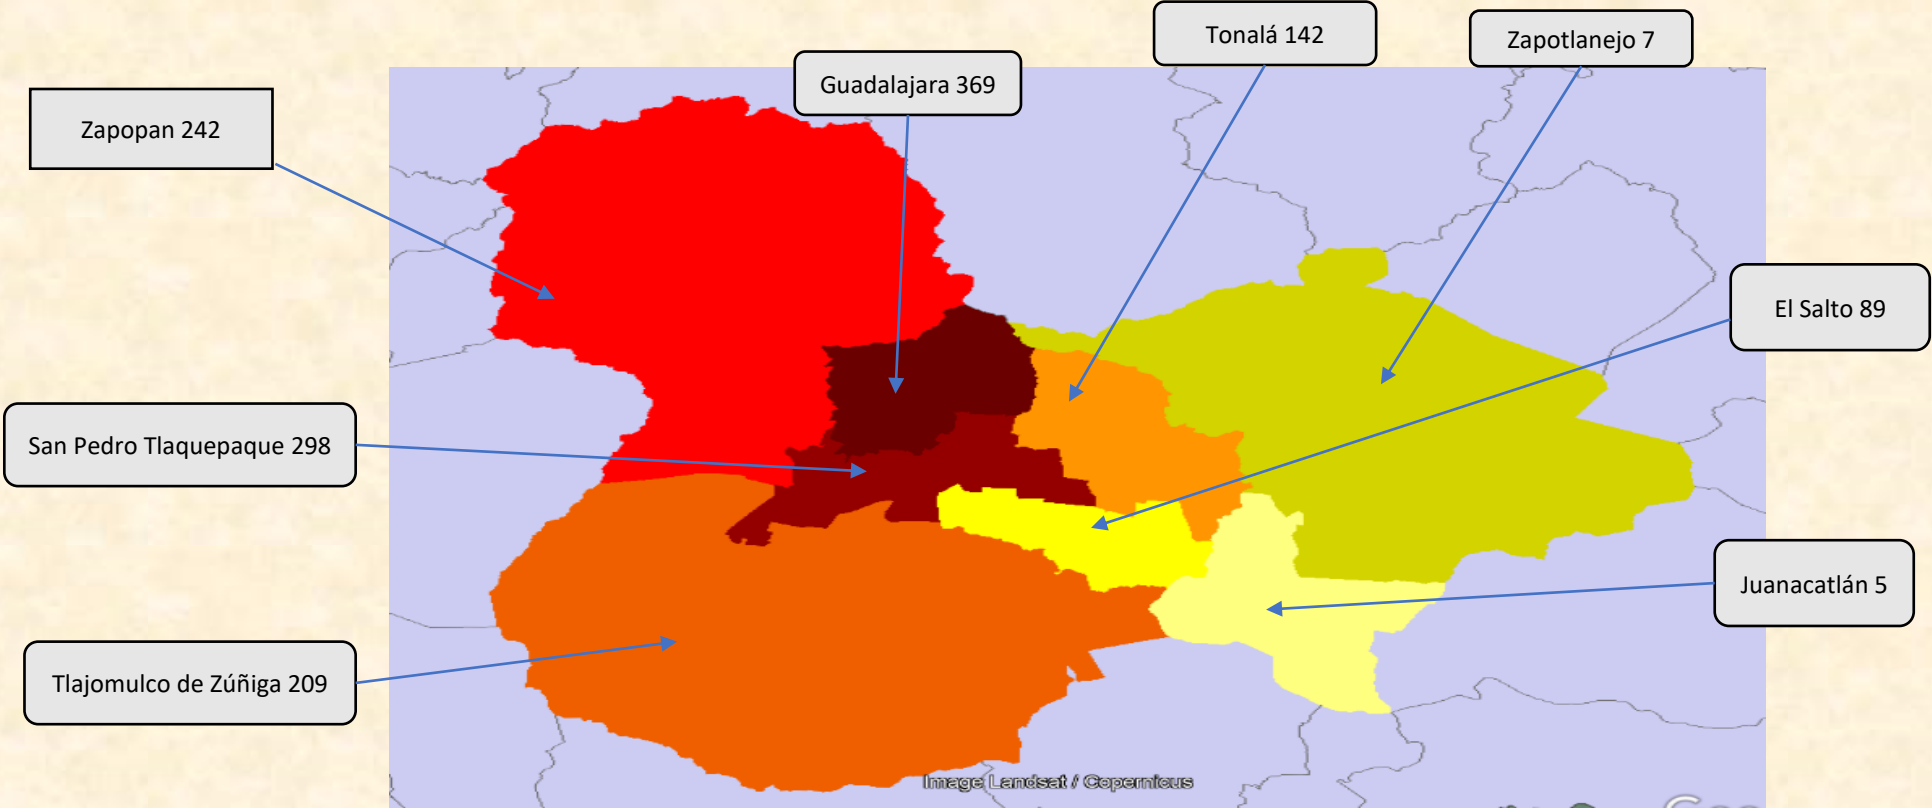 Tonalá 142
Zapotlanejo 7
Guadalajara 369
Zapopan 242
El Salto 89
San Pedro Tlaquepaque 298
Juanacatlán 5
Tlajomulco de Zúñiga 209
Image Landsat / Copernicus